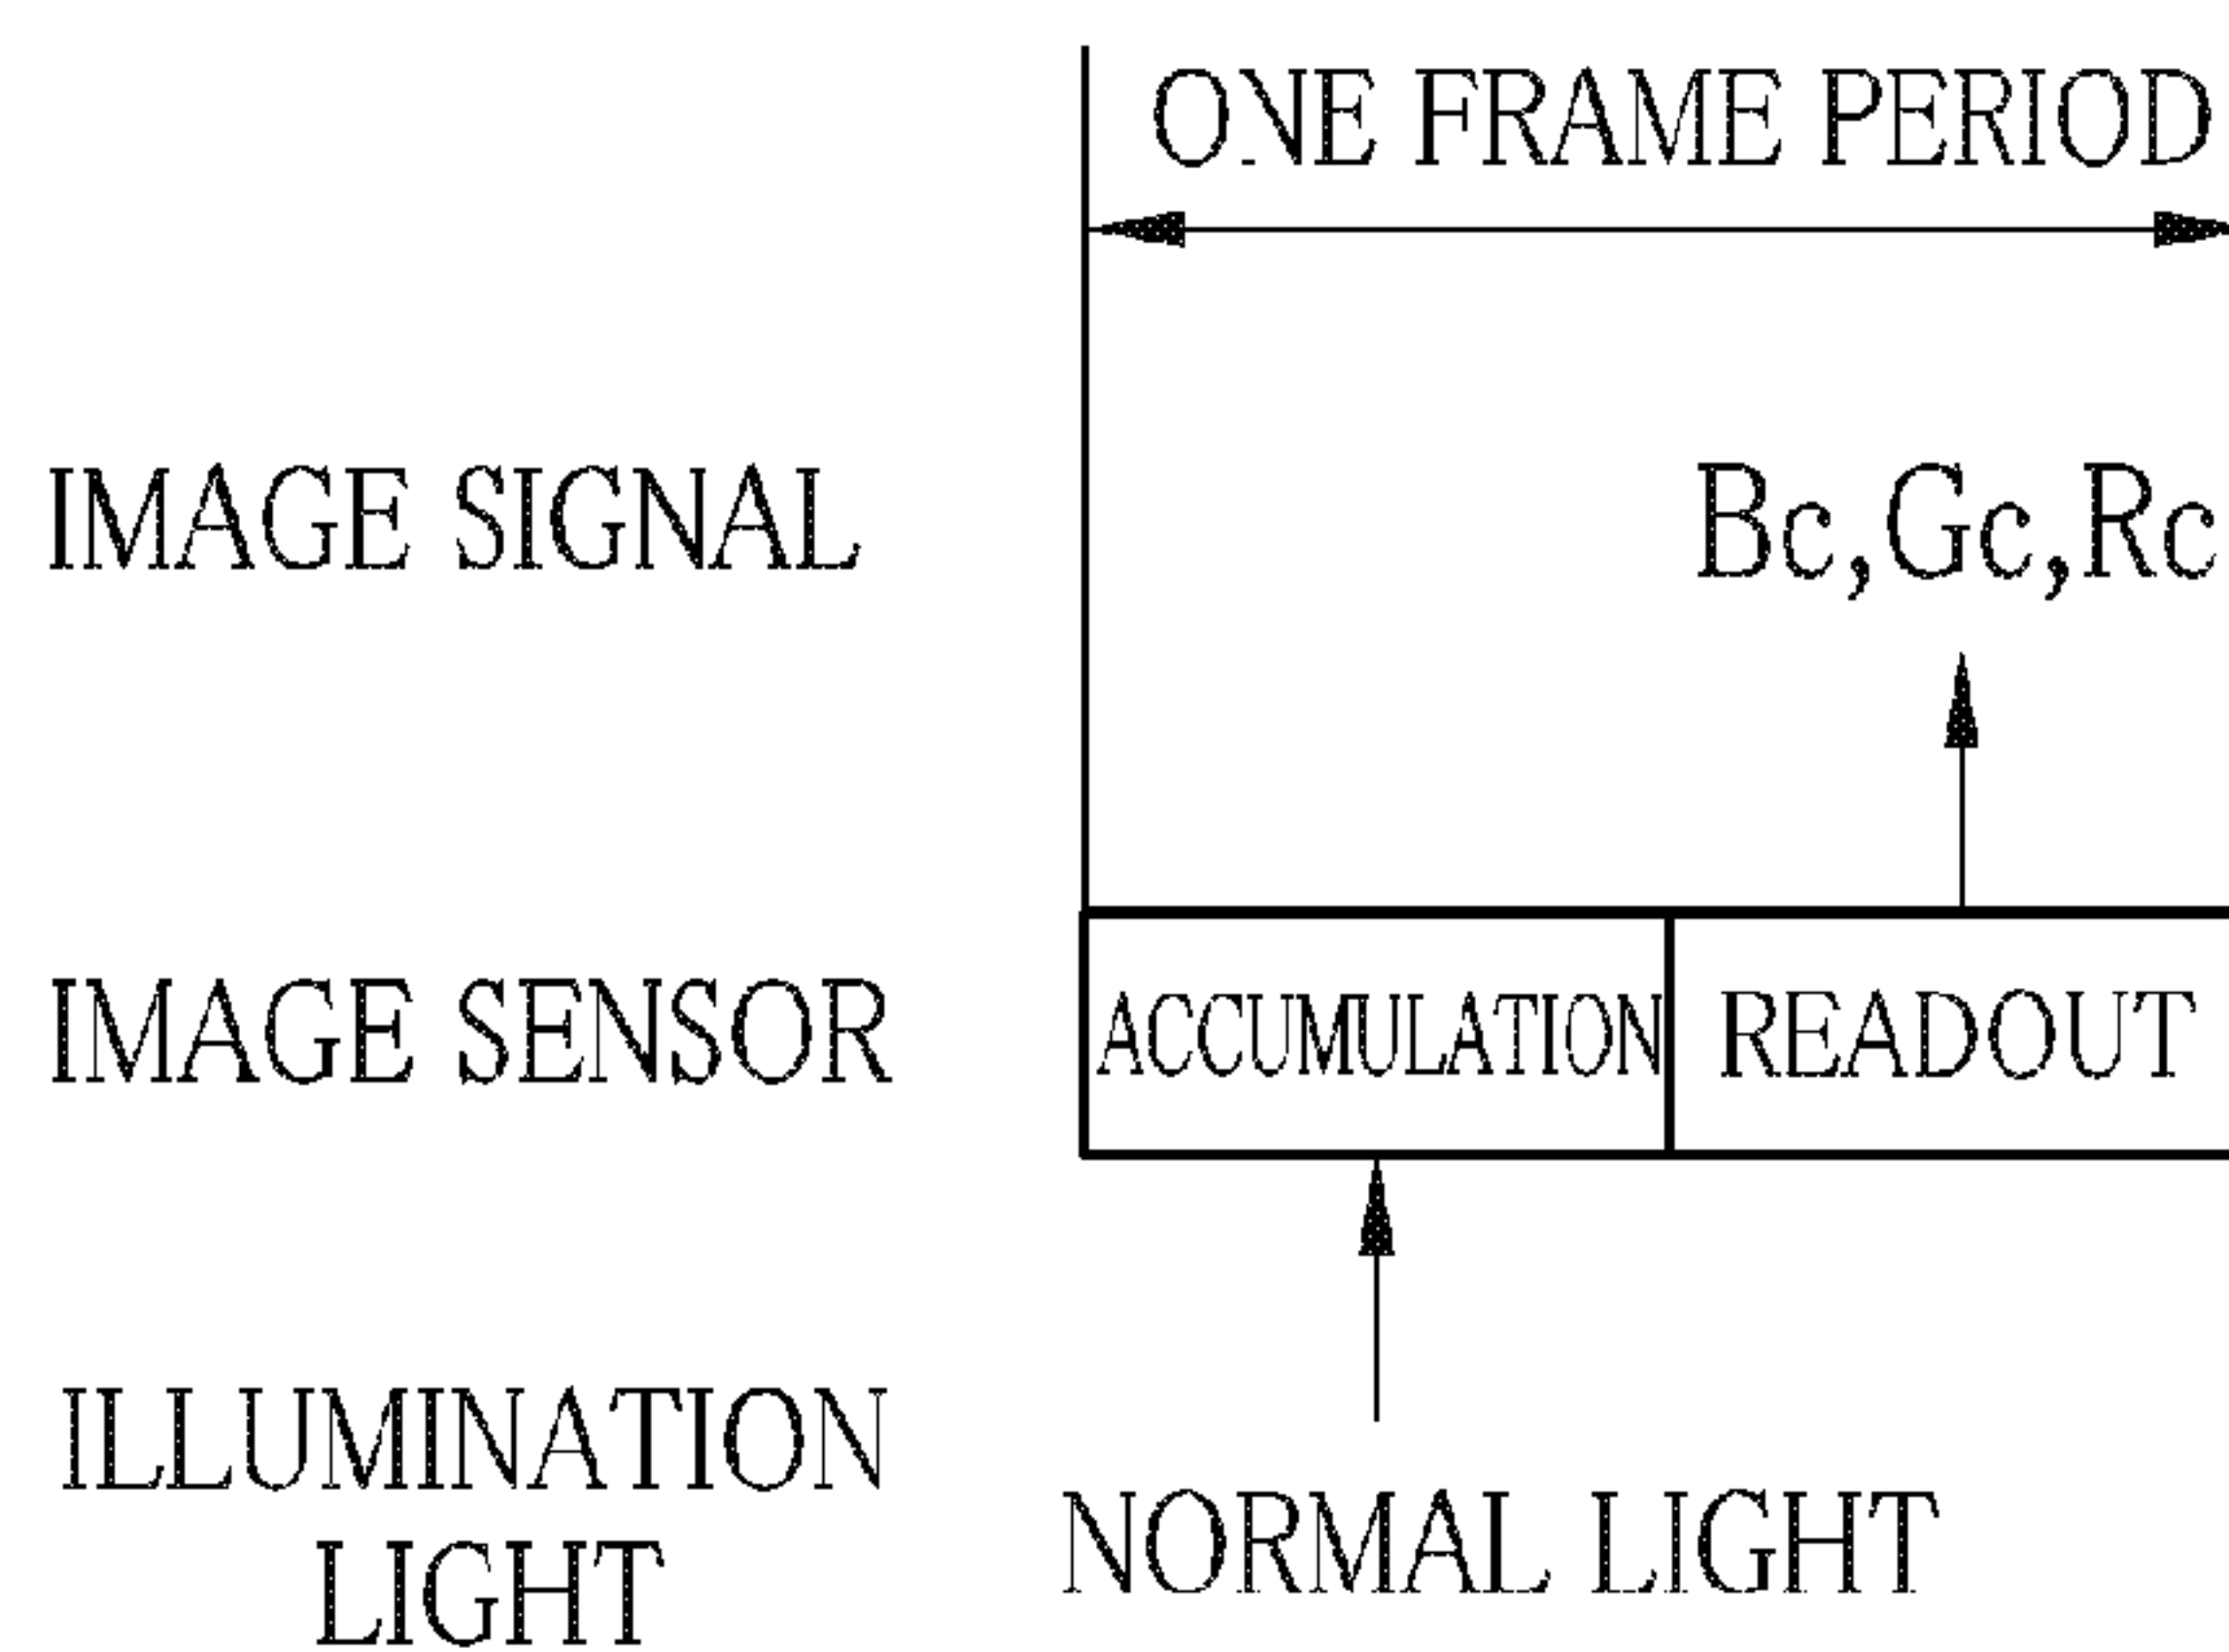 ONE FRAME PERIOD
IMAGE SIGNAL
Bc,Gc,Rc
IMAGE SENSOR
ACCUMULATION
READOUT
ILLUMINATION
LIGHT
NORMAL LIGHT